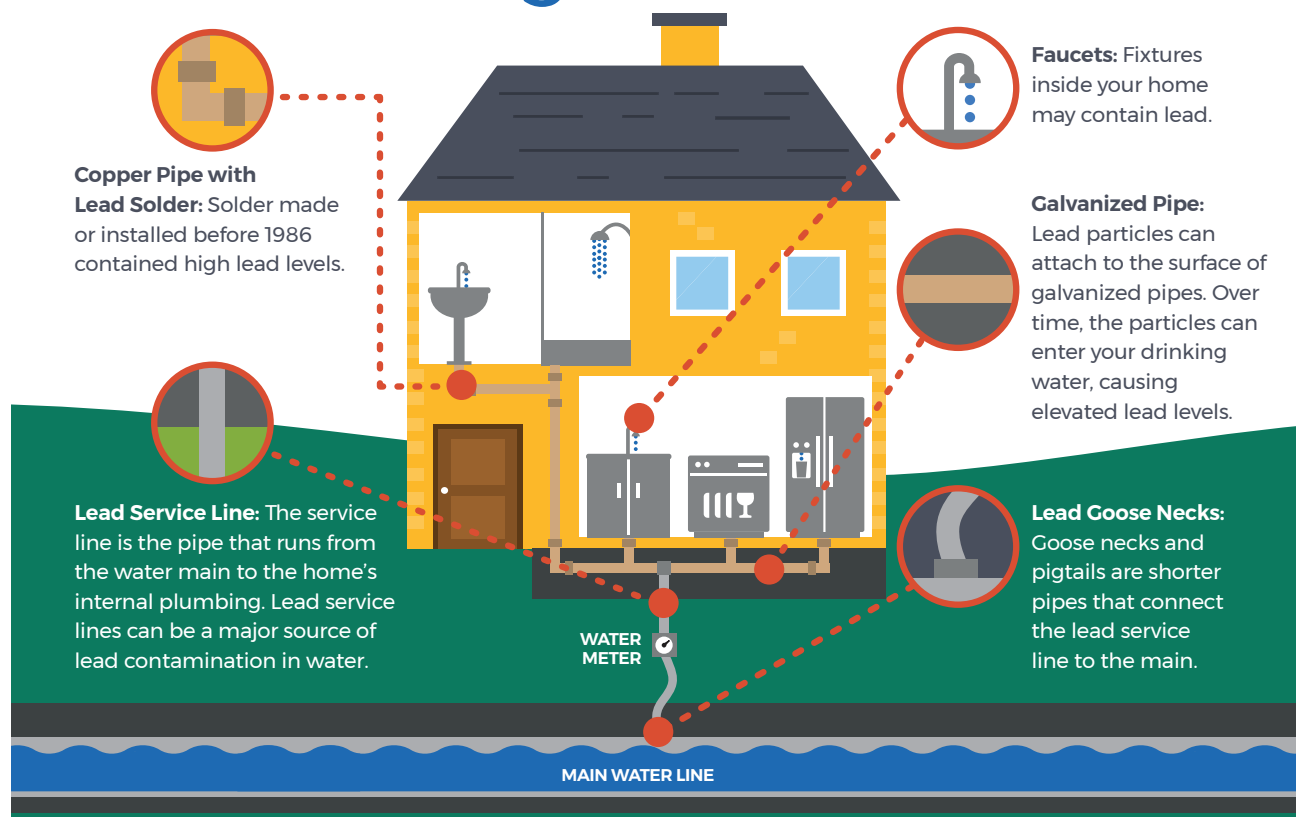 Copper Pipe with
Lead Solder: Solder made
or installed before 1986
contained high lead levels.
Lead Service Line: The service
line is the pipe that runs from
the water main to the home's
internal plumbing. Lead service
lines can be a major source of
lead contamination in water.
Faucets: Fixtures
inside your home
may contain lead.
Galvanized Pipe:
Lead particles can
attach to the surface of
galvanized pipes. Over
time, the particles can
enter your drinking
water, causing
elevated lead levels.
Lead Goose Necks:
Goose necks and
pigtails are shorter
pipes that connect
the lead service
line to the main.
WATER
METER
MAIN WATER LINE